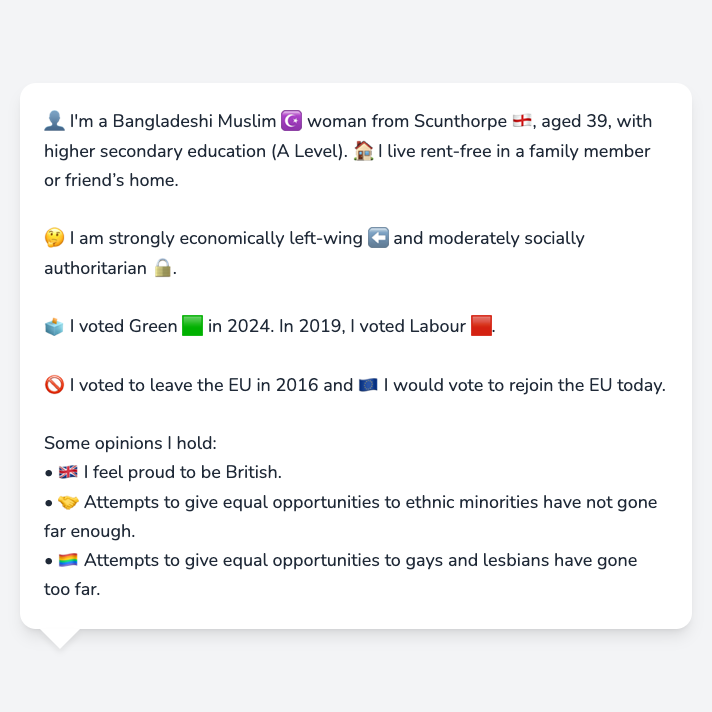 👤 I'm a Bangladeshi Muslim ☪️ woman from Scunthorpe 🏴󠁧󠁢󠁥󠁮󠁧󠁿, aged 39, with
higher secondary education (A Level). 🏠 I live rent-free in a family member
or friend’s home.
🤔 I am strongly economically left-wing ⬅️ and moderately socially
authoritarian 🔒.
🗳️ I voted Green 🟩 in 2024. In 2019, I voted Labour 🟥.
🚫 I voted to leave the EU in 2016 and 🇪🇺 I would vote to rejoin the EU today.
Some opinions I hold:
• 🇬🇧 I feel proud to be British.
• 🤝 Attempts to give equal opportunities to ethnic minorities have not gone
far enough.
• 🏳️‍🌈 Attempts to give equal opportunities to gays and lesbians have gone
too far.